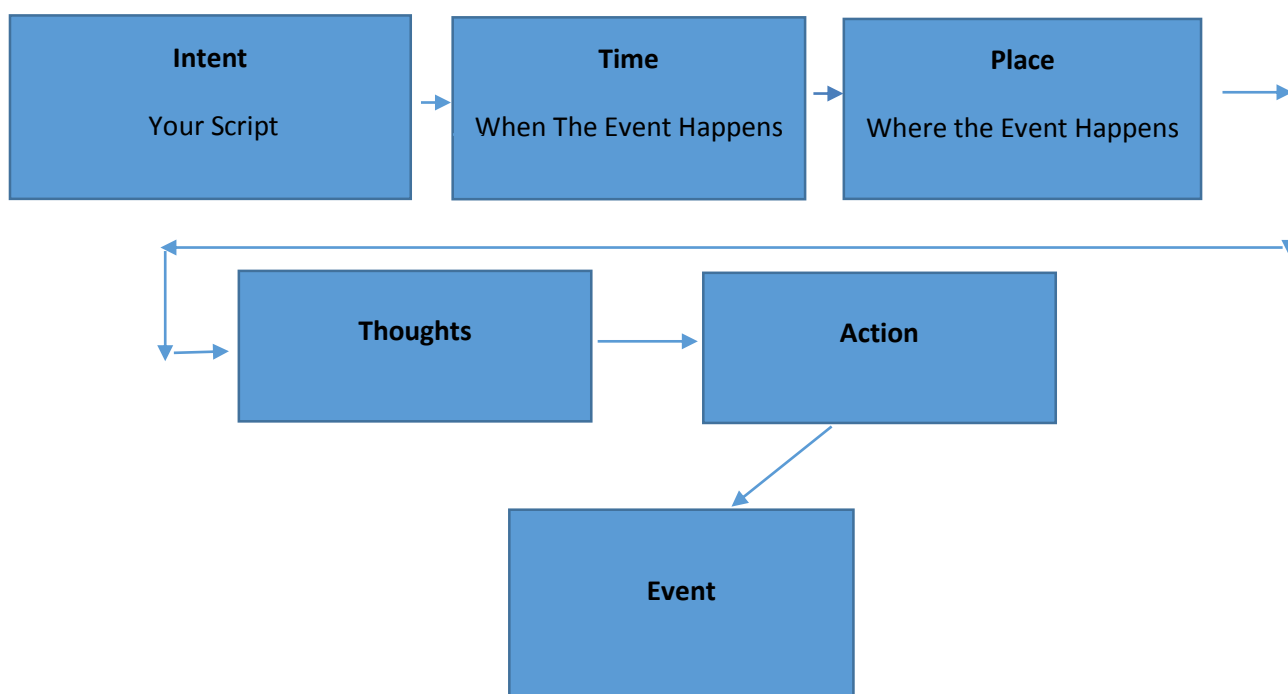 Intent
Your Script
Time
When The Event Happens
Place
Where the Event Happens
Thoughts
Action
Event